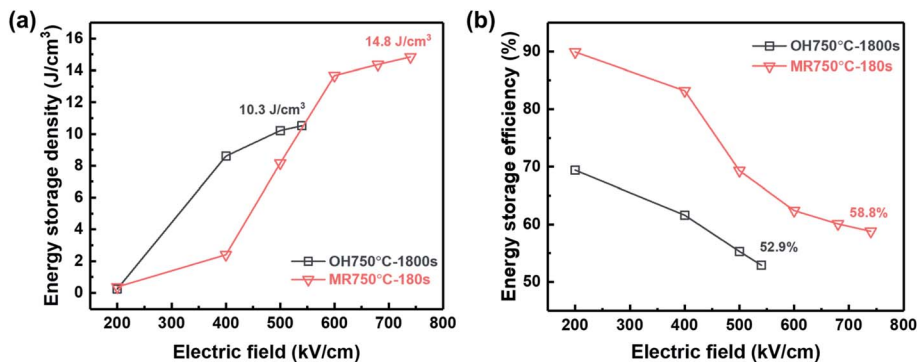 (a)
Energy storage density (J/cm³)
16
14
12
10
8
6
4
2
0
14.8 J/cm³
10.3 J/cm³
OH750°C-1800s
MR750°C-180s
200 300 400 500 600 700 800
Electric field (kV/cm)
(b)
Energy storage efficiency (%)
90
80
70
60
50
OH750°C-1800s
MR750°C-180s
58.8%
52.9%
200 300 400 500 600 700 800
Electric field (kV/cm)